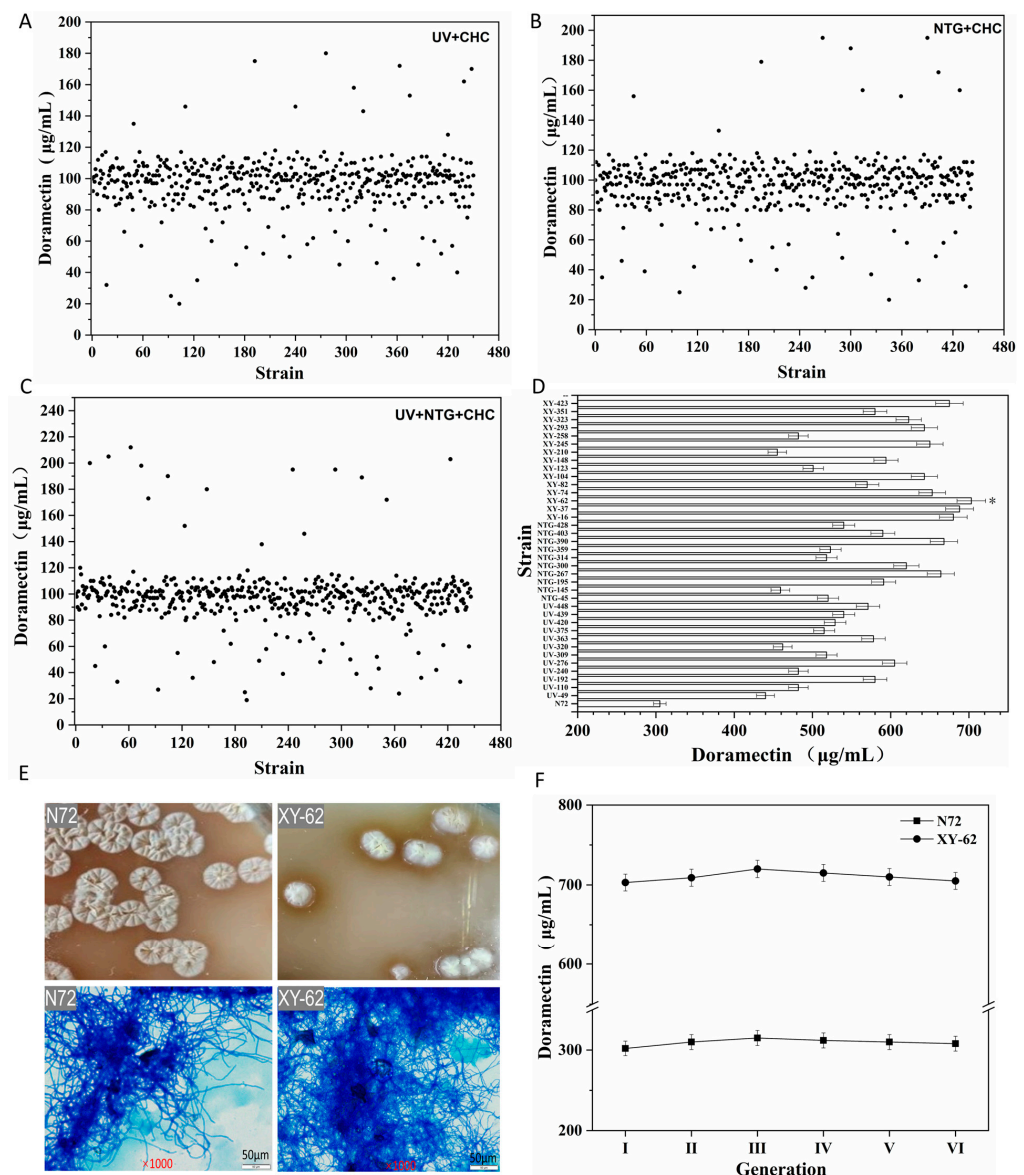 A
UV+CHC
200
180
160
140
120
100
80
60
40
20
0
Doramectin ( μg/mL )
0 60 120 180 240 300 360 420 480
Strain
B
NTG+CHC
200
180
160
140
120
100
80
60
40
20
0
Doramectin （μg/mL）
0 60 120 180 240 300 360 420 480
Strain
C
UV+NTG+CHC
240
220
200
180
160
140
120
100
80
60
40
20
0
Doramectin （μg/mL）
0 60 120 180 240 300 360 420 480
Strain
D
XY-423
XY-351
XY-323
XY-293
XY-258
XY-245
XY-210
XY-148
XY-123
XY-104
XY-82
XY-74
XY-62
*
XY-37
XY-16
NTG-428
NTG-403
NTG-390
NTG-359
NTG-314
NTG-300
NTG-267
NTG-195
NTG-145
NTG-45
UV-448
UV-439
UV-420
UV-375
UV-363
UV-320
UV-309
UV-276
UV-240
UV-192
UV-110
UV-49
N72
Strain
200 300 400 500 600 700
Doramectin （μg/mL）
E
N72
XY-62
N72
×1000
50μm
XY-62
50μm
F
N72
XY-62
800
700
600
300
200
Doramectin ( μg/mL )
I II III IV V VI
Generation